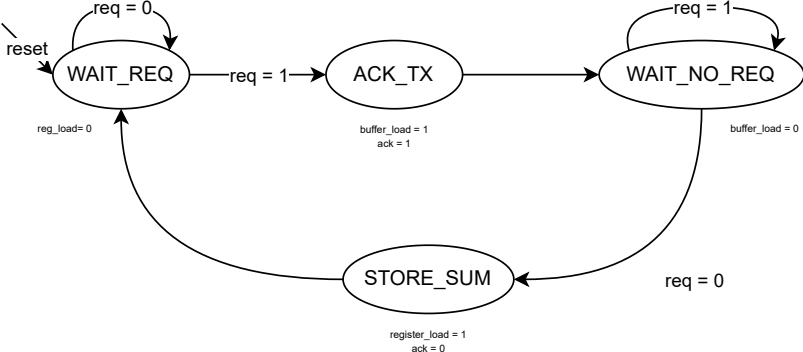 req = 0
req = 1
reset
WAIT_REQ
req = 1
ACK_TX
WAIT_NO_REQ
reg_load= 0
buffer_load = 1
ack = 1
buffer_load = 0
STORE_SUM
req = 0
register_load = 1
ack = 0